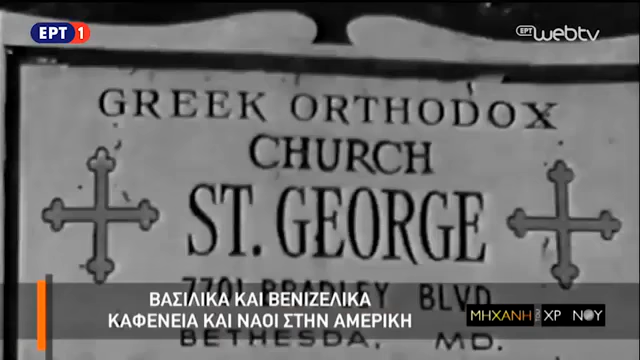 ΕΡΤ 1
ΕΡΤ webtv
GREEK ORTHODOX
CHURCH
ST. GEORGE
7701 BRADLEY BLVD.
ΒΑΣΙΛΙΚΑ ΚΑΙ ΒΕΝΙΖΕΛΙΚΑ
ΚΑΦΕΝΕΙΑ ΚΑΙ ΝΑΟΙ ΣΤΗΝ ΑΜΕΡΙΚΗ
ΜΗΧΑΝΗ ΤΟΥ ΧΡ ΝΟΥ
BETHESDA, MD.